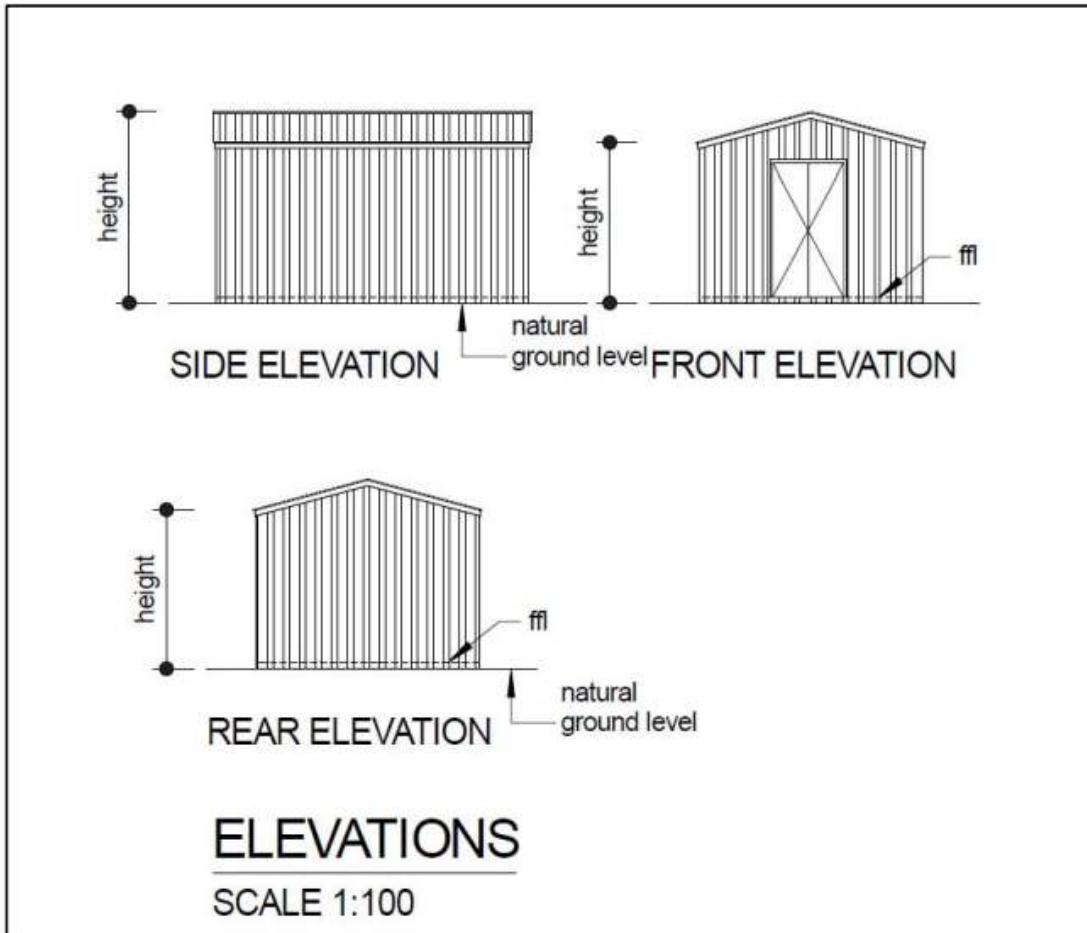 height
height
ffl
natural
ground level
SIDE ELEVATION
FRONT ELEVATION
height
ffl
natural
ground level
REAR ELEVATION
ELEVATIONS
SCALE 1:100